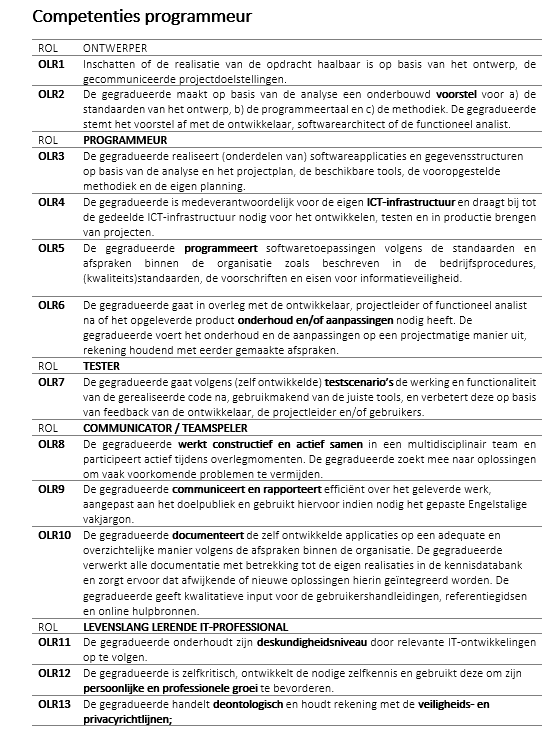 Competenties programmeur
ROL ONTWERPER
OLR1 Inschatten of de realisatie van de opdracht haalbaar is op basis van het ontwerp, de
gecommuniceerde projectdoelstellingen.
OLR2 De gegradueerde maakt op basis van de analyse een onderbouwd voorstel voor a) de
standaarden van het ontwerp, b) de programmeertaal en c) de methodiek. De gegradueerde
stemt het voorstel af met de ontwikkelaar, softwarearchitect of de functioneel analist.
ROL PROGRAMMEUR
OLR3 De gegradueerde realiseert (onderdelen van) softwareapplicaties en gegevensstructuren
op basis van de analyse en het projectplan, de beschikbare tools, de vooropgestelde
methodiek en de eigen planning.
OLR4 De gegradueerde is medeverantwoordelijk voor de eigen ICT-infrastructuur en draagt bij tot
de gedeelde ICT-infrastructuur nodig voor het ontwikkelen, testen en in productie brengen
van projecten.
OLR5 De gegradueerde programmeert softwaretoepassingen volgens de standaarden en
afspraken binnen de organisatie zoals beschreven in de bedrijfsprocedures,
(kwaliteits)standaarden, de voorschriften en eisen voor informatieveiligheid.
OLR6 De gegradueerde gaat in overleg met de ontwikkelaar, projectleider of functioneel analist
na of het opgeleverde product onderhoud en/of aanpassingen nodig heeft. De
gegradueerde voert het onderhoud en de aanpassingen op een projectmatige manier uit,
rekening houdend met eerder gemaakte afspraken.
ROL TESTER
OLR7 De gegradueerde gaat volgens (zelf ontwikkelde) testscenario's de werking en functionaliteit
van de gerealiseerde code na, gebruikmakend van de juiste tools, en verbetert deze op basis
van feedback van de ontwikkelaar, de projectleider en/of gebruikers.
ROL COMMUNICATOR / TEAMSPELER
OLR8 De gegradueerde werkt constructief en actief samen in een multidisciplinair team en
participeert actief tijdens overlegmomenten. De gegradueerde zoekt mee naar oplossingen
om vaak voorkomende problemen te vermijden.
OLR9 De gegradueerde communiceert en rapporteert efficiënt over het geleverde werk,
aangepast aan het doelpubliek en gebruikt hiervoor indien nodig het gepaste Engelstalige
vakjargon.
OLR10 De gegradueerde documenteert de zelf ontwikkelde applicaties op een adequate en
overzichtelijke manier volgens de afspraken binnen de organisatie. De gegradueerde
verwerkt alle documentatie met betrekking tot de eigen realisaties in de kennisdatabank
en zorgt ervoor dat afwijkende of nieuwe oplossingen hierin geïntegreerd worden. De
gegradueerde geeft kwalitatieve input voor de gebruikershandleidingen, referentiegidsen
en online hulpbronnen.
ROL LEVENSLANG LERENDE IT-PROFESSIONAL
OLR11 De gegradueerde onderhoudt zijn deskundigheidsniveau door relevante IT-ontwikkelingen
op te volgen.
OLR12 De gegradueerde is zelfkritisch, ontwikkelt de nodige zelfkennis en gebruikt deze om zijn
persoonlijke en professionele groei te bevorderen.
OLR13 De gegradueerde handelt deontologisch en houdt rekening met de veiligheids- en
privacyrichtlijnen;